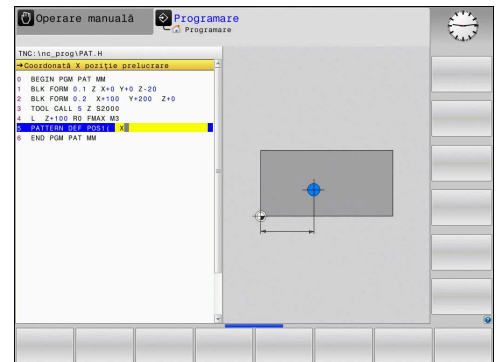 Operare manuală
Programare
Programare
TNC:\nc_prog\PAT.H
→Coordonată X poziţie prelucrare
0 BEGIN PGM PAT MM
1 BLK FORM 0.1 Z X+0 Y+0 Z-20
2 BLK FORM 0.2 X+100 Y+200 Z+0
3 TOOL CALL 5 Z S2000
4 L Z+100 R0 FMAX M3
5 PATTERN DEF POS1( X
6 END PGM PAT MM